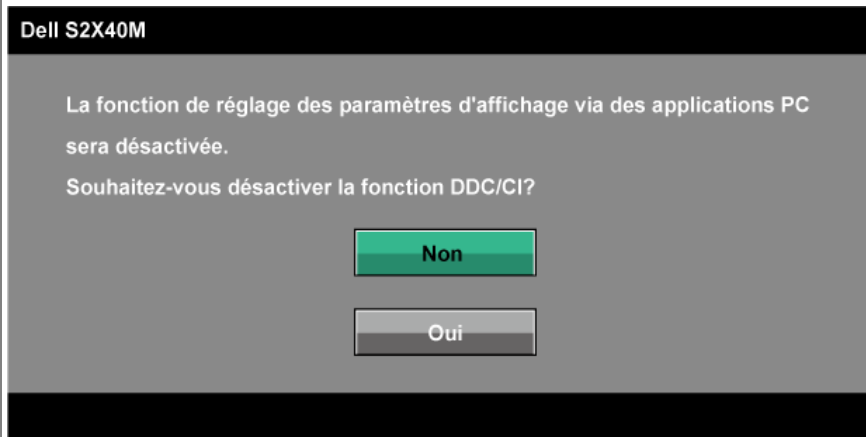 Dell S2X40M
La fonction de réglage des paramètres d'affichage via des applications PC
sera désactivée.
Souhaitez-vous désactiver la fonction DDC/CI?
Non
Oui